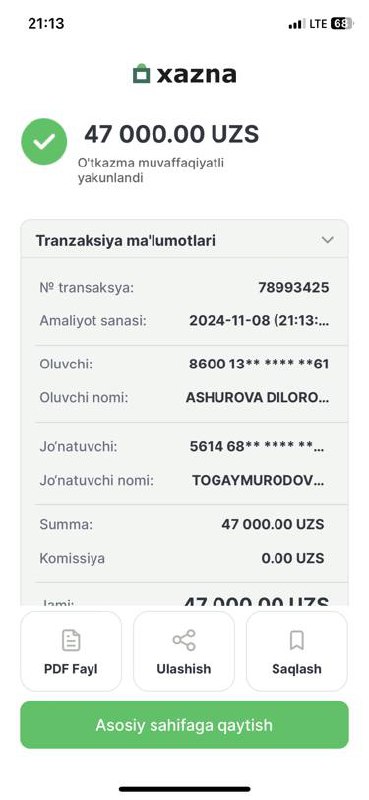 21:13
LTE 68
xazna
47 000.00 UZS
O'tkazma muvaffaqiyatli
yakunlandi
Tranzaksiya ma'lumotlari
№ transaksya: 78993425
Amaliyot sanasi: 2024-11-08 (21:13:...
Oluvchi: 8600 13** **** **61
Oluvchi nomi: ASHUROVA DILORO...
Jo'natuvchi: 5614 68** **** **...
Jo'natuvchi nomi: TOGAYMURODOV...
Summa: 47 000.00 UZS
Komissiya 0.00 UZS
Jami: 47 000.00 UZS
PDF Fayl Ulashish Saqlash
Asosiy sahifaga qaytish